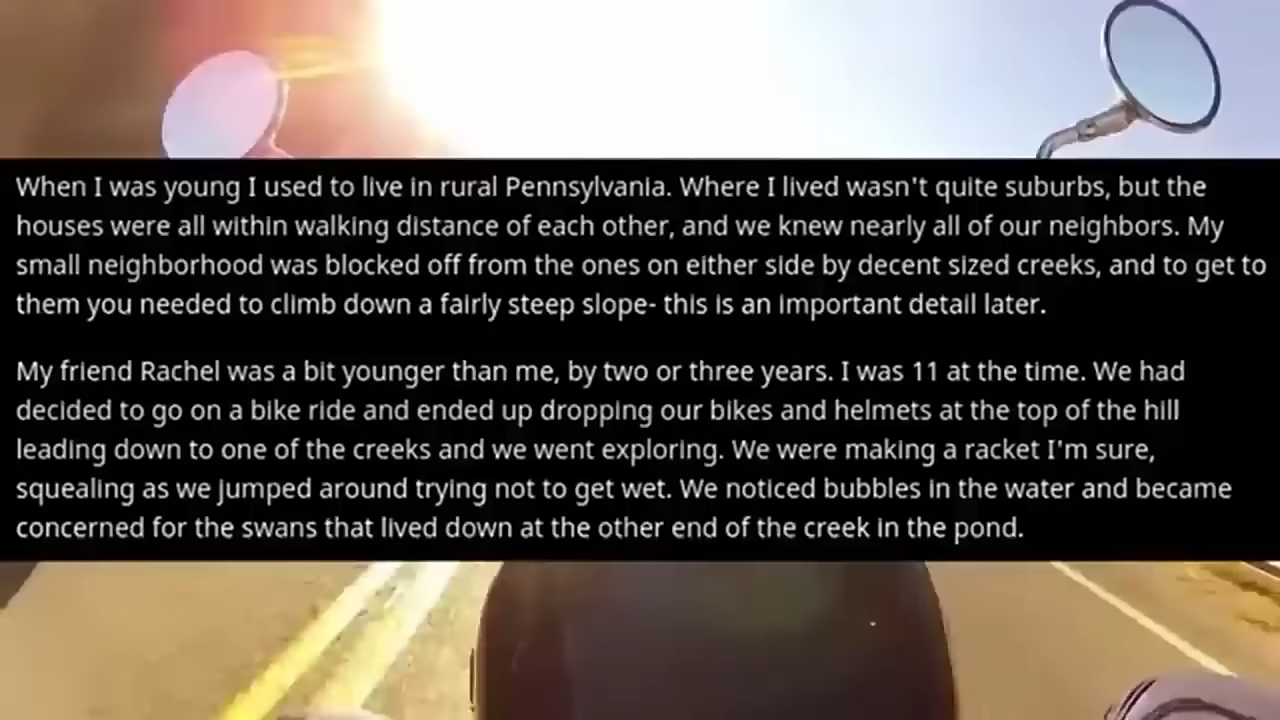 When I was young I used to live in rural Pennsylvania. Where I lived wasn't quite suburbs, but the
houses were all within walking distance of each other, and we knew nearly all of our neighbors. My
small neighborhood was blocked off from the ones on either side by decent sized creeks, and to get to
them you needed to climb down a fairly steep slope- this is an important detail later.
My friend Rachel was a bit younger than me, by two or three years. I was 11 at the time. We had
decided to go on a bike ride and ended up dropping our bikes and helmets at the top of the hill
leading down to one of the creeks and we went exploring. We were making a racket I'm sure,
squealing as we jumped around trying not to get wet. We noticed bubbles in the water and became
concerned for the swans that lived down at the other end of the creek in the pond.